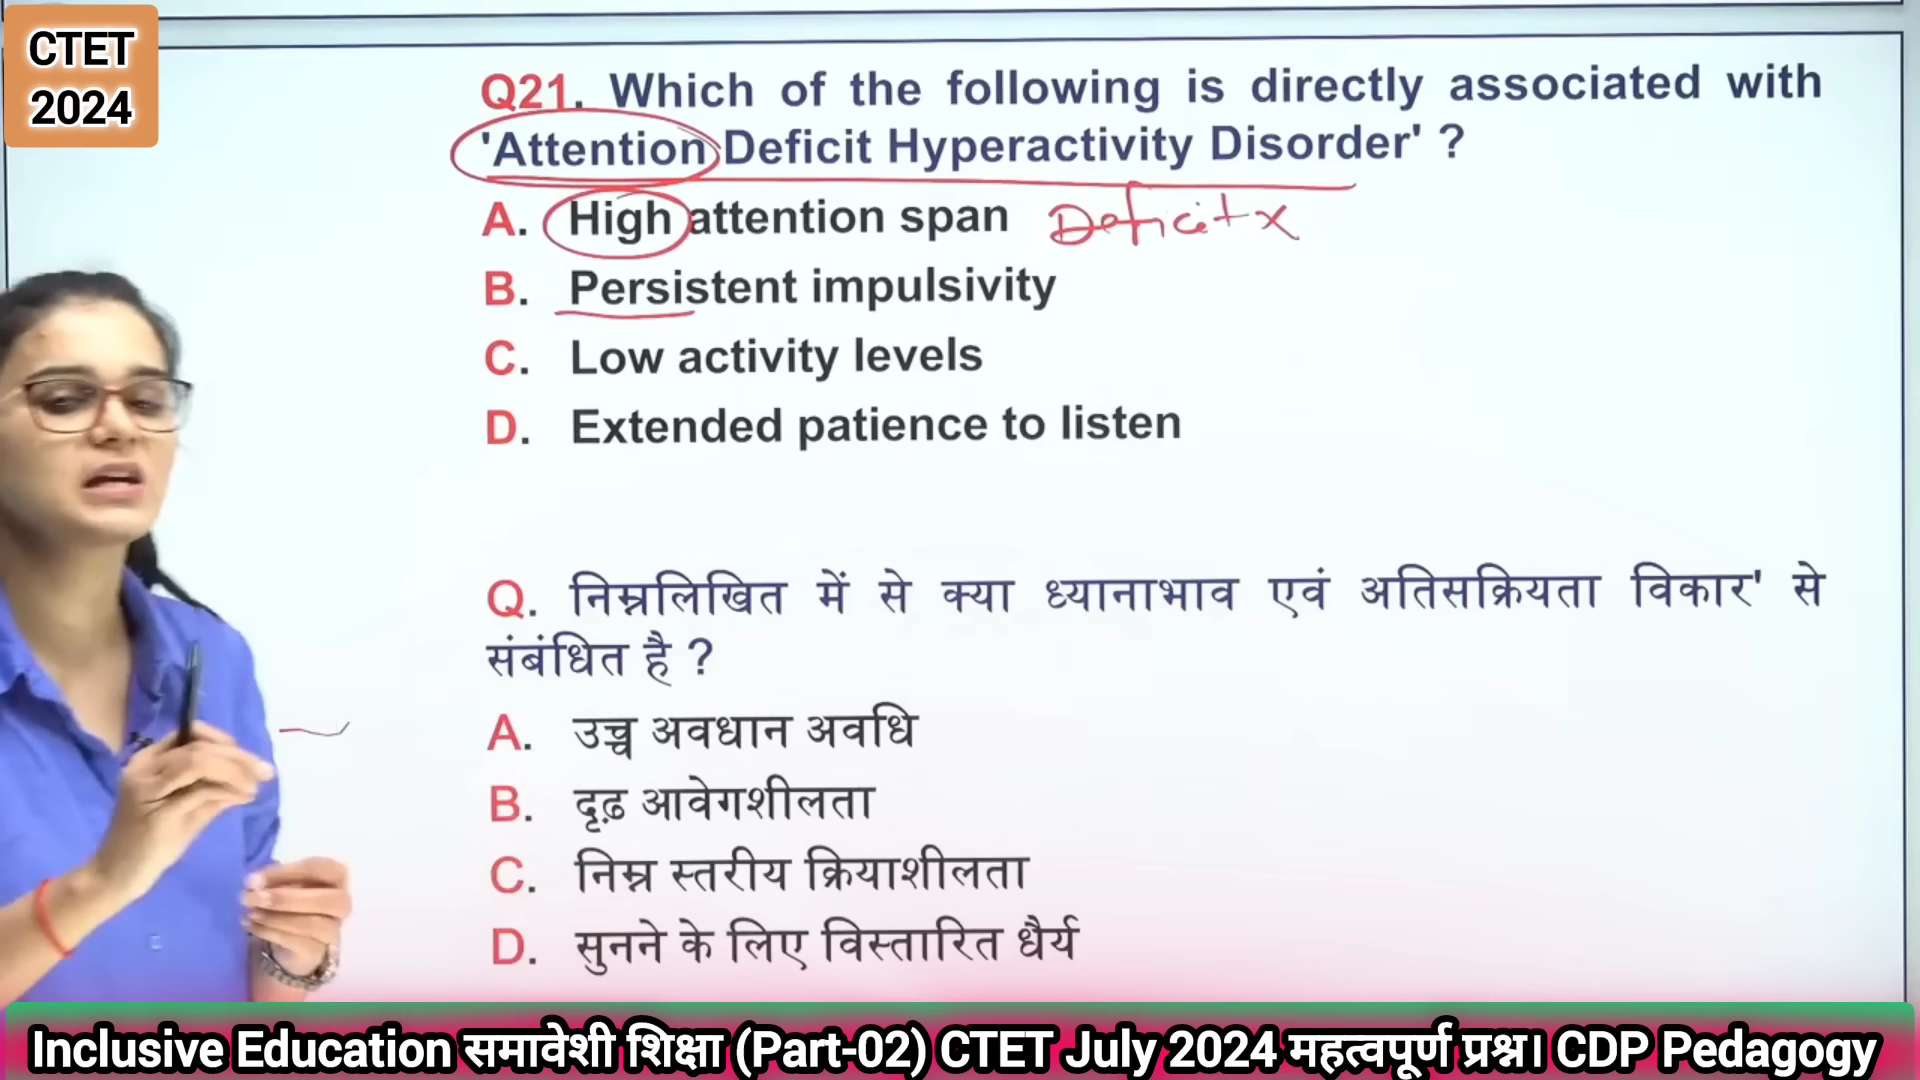 CTET
2024
Q21. Which of the following is directly associated with
'Attention Deficit Hyperactivity Disorder' ?
A. High attention span Deficit x
B. Persistent impulsivity
C. Low activity levels
D. Extended patience to listen
Q. निम्नलिखित में से क्या ध्यानाभाव एवं अतिसक्रियता विकार' से
संबंधित है ?
A. उच्च अवधान अवधि
B. दृढ़ आवेगशीलता
C. निम्न स्तरीय क्रियाशीलता
D. सुनने के लिए विस्तारित धैर्य
Inclusive Education समावेशी शिक्षा (Part-02) CTET July 2024 महत्वपूर्ण प्रश्न। CDP Pedagogy